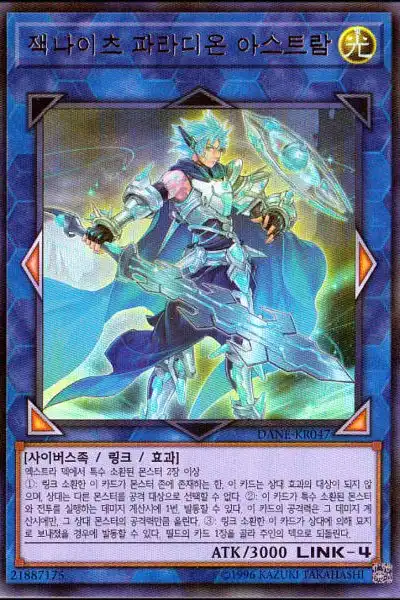 잭나이츠 파라디온 아스트람
光
DANE-KR047
[사이버스족 / 링크 / 효과]
엑스트라 덱에서 특수 소환된 몬스터 2장 이상
①: 링크 소환한 이 카드가 몬스터 존에 존재하는 한, 이 카드는 상대 효과의 대상이 되지 않
으며, 상대는 다른 몬스터를 공격 대상으로 선택할 수 없다. ②: 이 카드가 특수 소환된 몬스터
와 전투를 실행하는 데미지 계산시에 1번, 발동할 수 있다. 이 카드의 공격력은 그 데미지 계
산시에만, 그 상대 몬스터의 공격력만큼 올린다. ③: 링크 소환한 이 카드가 상대에 의해 묘지
로 보내졌을 경우에 발동할 수 있다. 필드의 카드 1장을 골라 주인의 덱으로 되돌린다.
ATK/3000 LINK-4
21887175
©1996 KAZUKI TAKAHASHI